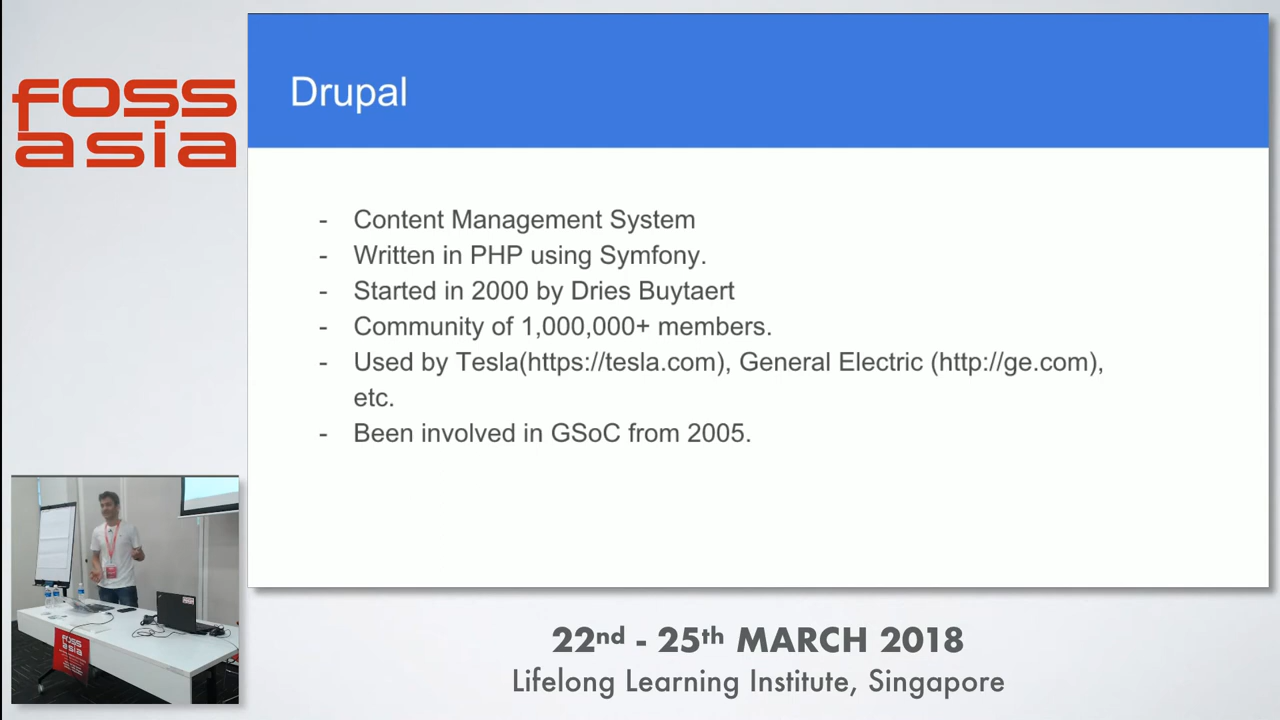 foss
asia
Drupal
- Content Management System
- Written in PHP using Symfony.
- Started in 2000 by Dries Buytaert
- Community of 1,000,000+ members.
- Used by Tesla(https://tesla.com), General Electric (http://ge.com),
etc.
- Been involved in GSoC from 2005.
foss
asia
22nd - 25th MARCH 2018
Lifelong Learning Institute, Singapore